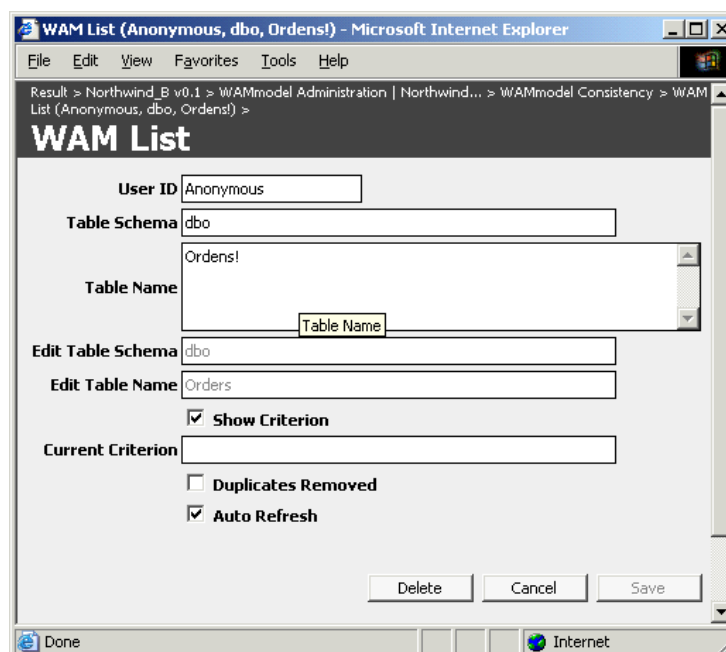 WAM List (Anonymous, dbo, Ordens!) - Microsoft Internet Explorer
File Edit View Favorites Tools Help
Result > Northwind_B v0.1 > WAMmodel Administration | Northwind... > WAMmodel Consistency > WAM
List (Anonymous, dbo, Ordens!) >
WAM List
User ID Anonymous
Table Schema dbo
Ordens!
Table Name
Table Name
Edit Table Schema dbo
Edit Table Name Orders
Show Criterion
Current Criterion
Duplicates Removed
Auto Refresh
Delete Cancel Save
Done Internet